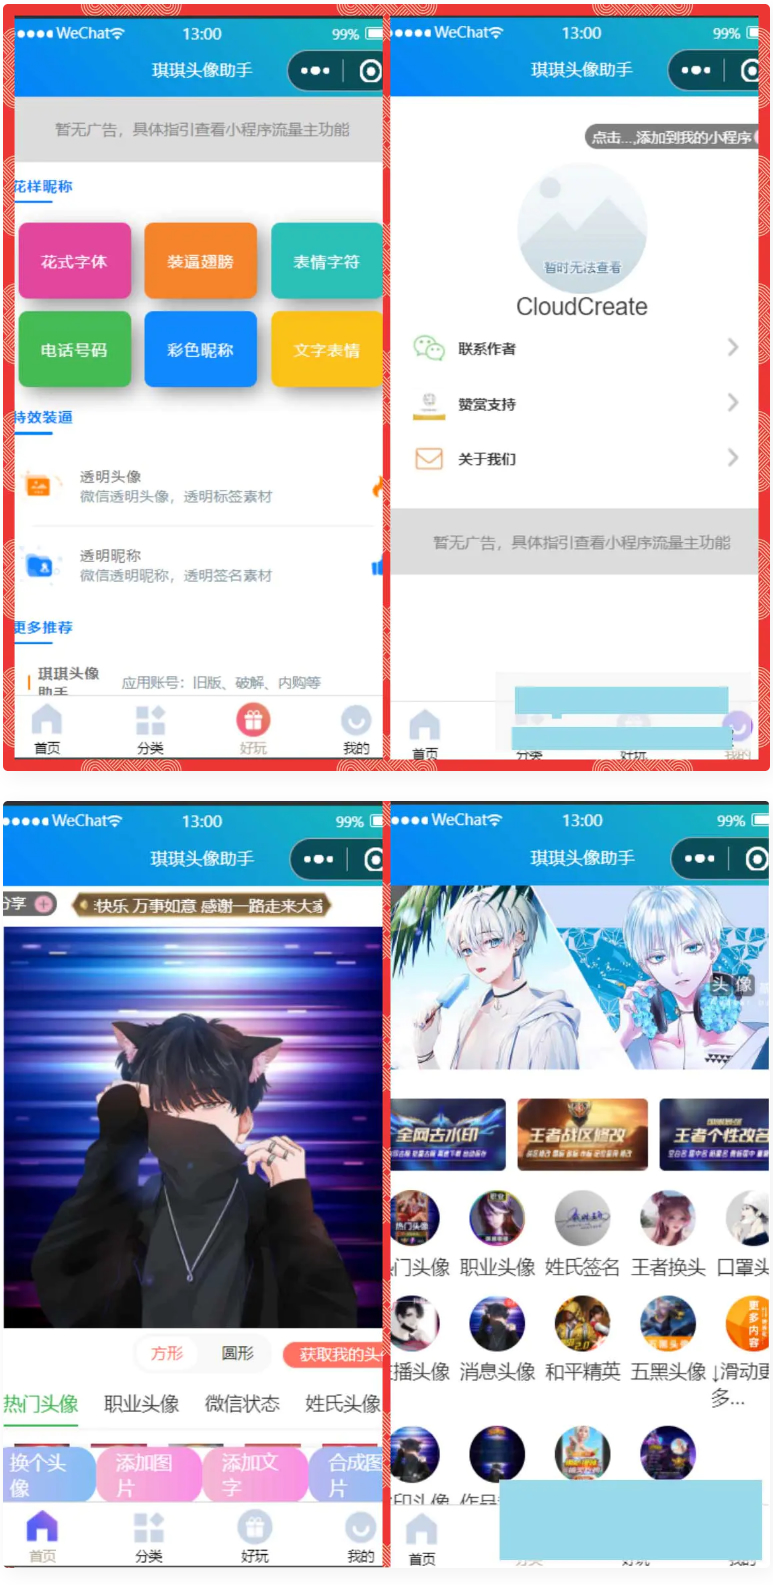 WeChat 13:00 99%
琪琪头像助手
暂无广告，具体指引查看小程序流量主功能
花样昵称
花式字体 装逼翅膀 表情字符
电话号码 彩色昵称 文字表情
特效装逼
透明头像
微信透明头像，透明标签素材
透明昵称
微信透明昵称，透明签名素材
更多推荐
琪琪头像
助手
应用账号：旧版、破解、内购等
首页 分类 好玩 我的
WeChat 13:00 99%
琪琪头像助手
点击...,添加到我的小程序
暂时无法查看
CloudCreate
联系作者
赞赏支持
关于我们
暂无广告，具体指引查看小程序流量主功能
首页 分类 好玩 我的
WeChat 13:00 99%
琪琪头像助手
分享
快乐 万事如意 感谢一路走来大家
方形 圆形 获取我的头像
热门头像 职业头像 微信状态 姓氏头像
换个头像 添加图片 添加文字 合成图片
首页 分类 好玩 我的
WeChat 13:00 99%
琪琪头像助手
头像
全网去水印 王者战区修改 王者个性改名
门头像 职业头像 姓氏签名 王者换头 口罩头
更多内容
播头像 消息头像 和平精英 五黑头像 ↓滑动更多...
印头像 作品
首页 分类 好玩 我的